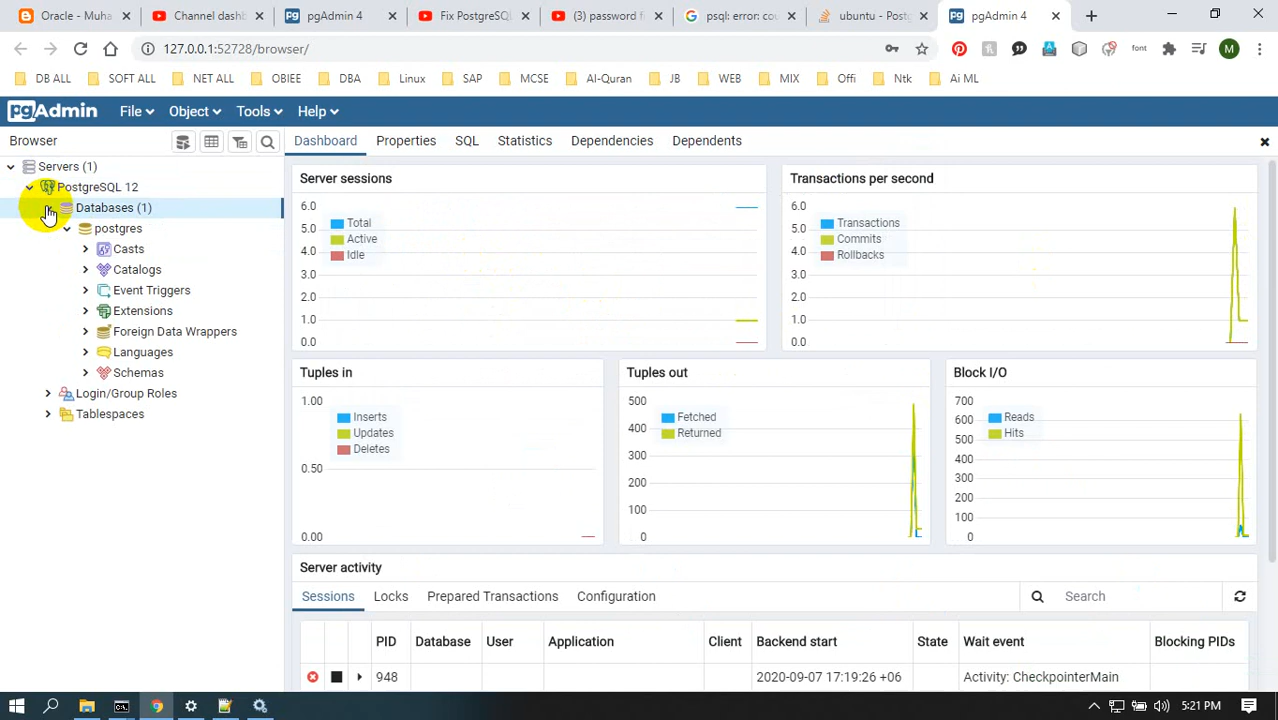 Oracle - Muha
Channel dashb
pgAdmin 4
Fix PostgreSQL
(3) password f
psql: error: cou
ubuntu - Postg
pgAdmin 4
127.0.0.1:52728/browser/
font
M
DB ALL
SOFT ALL
NET ALL
OBIEE
DBA
Linux
SAP
MCSE
Al-Quran
JB
WEB
MIX
Offi
Ntk
Ai ML
pgAdmin
File
Object
Tools
Help
Browser
Dashboard
Properties
SQL
Statistics
Dependencies
Dependents
Servers (1)
PostgreSQL 12
Databases (1)
postgres
Casts
Catalogs
Event Triggers
Extensions
Foreign Data Wrappers
Languages
Schemas
Login/Group Roles
Tablespaces
Server sessions
6.0
5.0
4.0
3.0
2.0
1.0
0.0
Total
Active
Idle
Transactions per second
6.0
5.0
4.0
3.0
2.0
1.0
0.0
Transactions
Commits
Rollbacks
Tuples in
1.00
0.50
0.00
Inserts
Updates
Deletes
Tuples out
500
400
300
200
100
0
Fetched
Returned
Block I/O
700
600
500
400
300
200
100
0
Reads
Hits
Server activity
Sessions
Locks
Prepared Transactions
Configuration
Search
PID
Database
User
Application
Client
Backend start
State
Wait event
Blocking PIDs
948
2020-09-07 17:19:26 +06
Activity: CheckpointerMain
5:21 PM